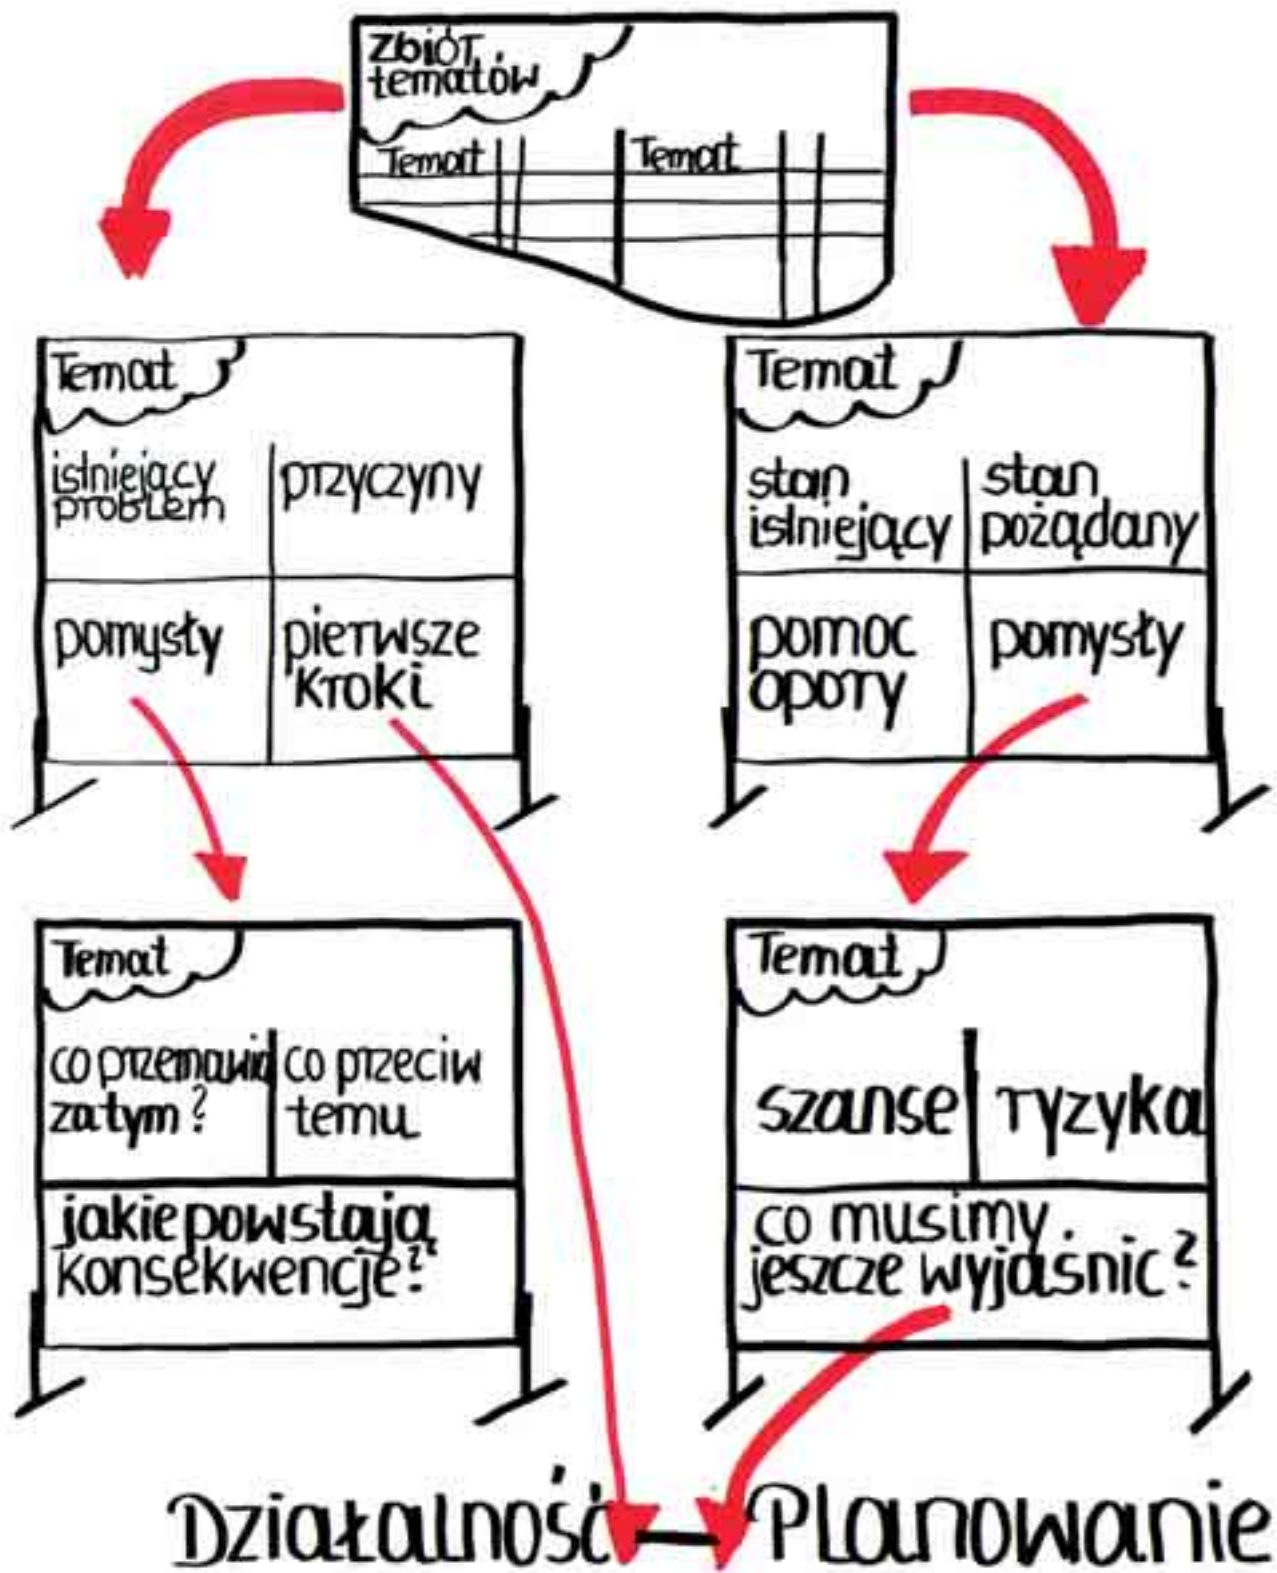 zbiór
tematów
Temat
Temat
Temat
istniejący
problem
przyczyny
pomysły
pierwsze
kroki
Temat
stan
istniejący
stan
pożądany
pomoc
opory
pomysły
Temat
co przemawia
za tym?
co przeciw
temu
jakie powstają
konsekwencje?
Temat
szanse
ryzyka
co musimy
jeszcze wyjaśnic?
Działalność — Planowanie